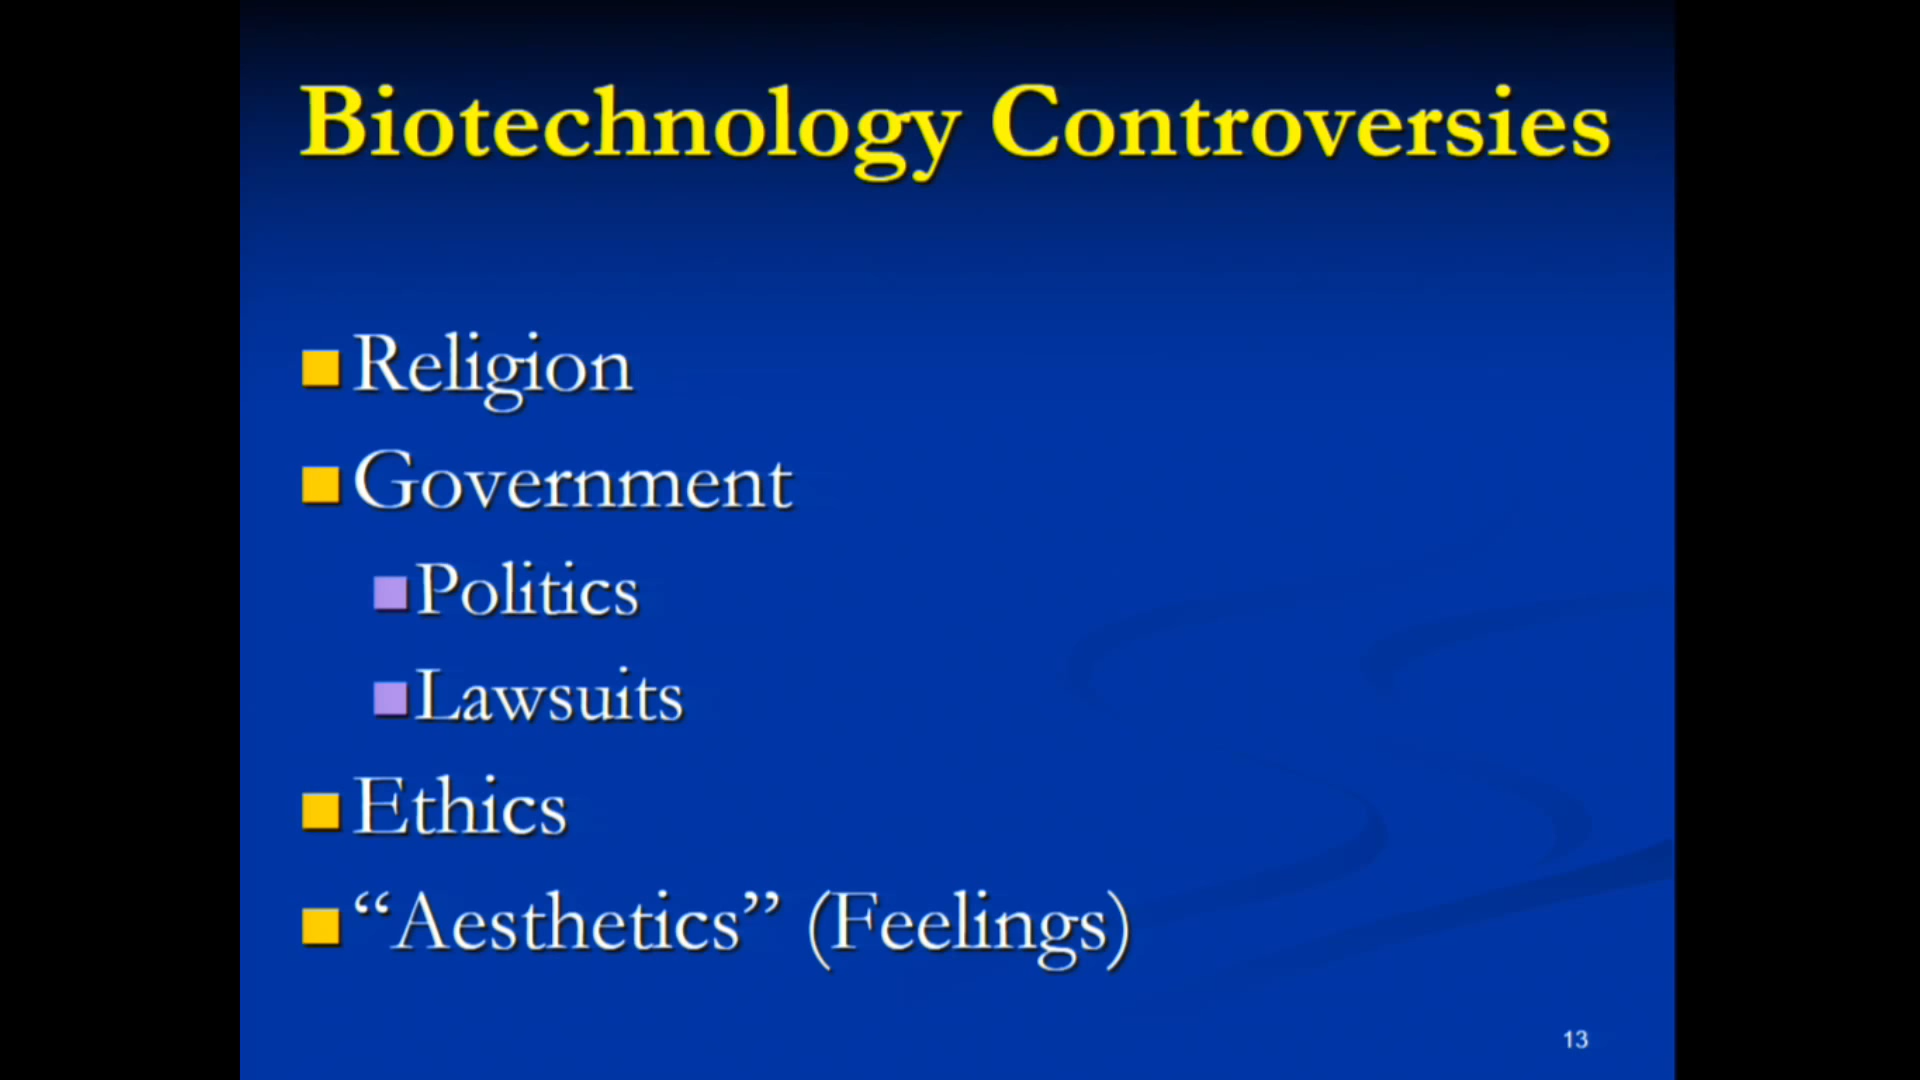 Biotechnology Controversies
Religion
Government
Politics
Lawsuits
Ethics
“Aesthetics” (Feelings)
13